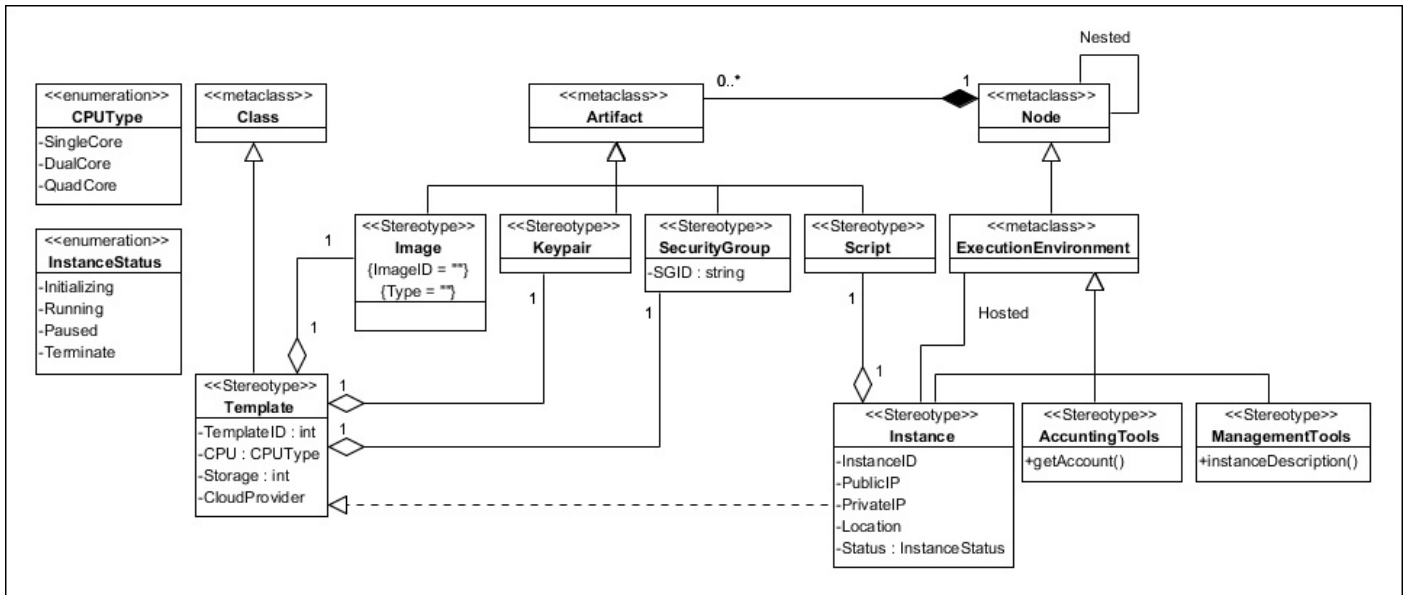 Nested
0..*
1
<<enumeration>>
CPUType
-SingleCore
-DualCore
-QuadCore
<<metaclass>>
Class
<<metaclass>>
Artifact
<<metaclass>>
Node
<<enumeration>>
InstanceStatus
-Initializing
-Running
-Paused
-Terminate
1
<<Stereotype>>
Image
{ImageID = ""}
{Type = ""}
<<Stereotype>>
Keypair
<<Stereotype>>
SecurityGroup
-SGID : string
<<Stereotype>>
Script
<<metaclass>>
ExecutionEnvironment
1
1
1
1
Hosted
<<Stereotype>>
Template
-TemplateID : int
-CPU : CPUType
-Storage : int
-CloudProvider
1
1
1
<<Stereotype>>
Instance
-InstanceID
-PublicIP
-PrivateIP
-Location
-Status : InstanceStatus
<<Stereotype>>
AccuntingTools
+getAccount()
<<Stereotype>>
ManagementTools
+instanceDescription()